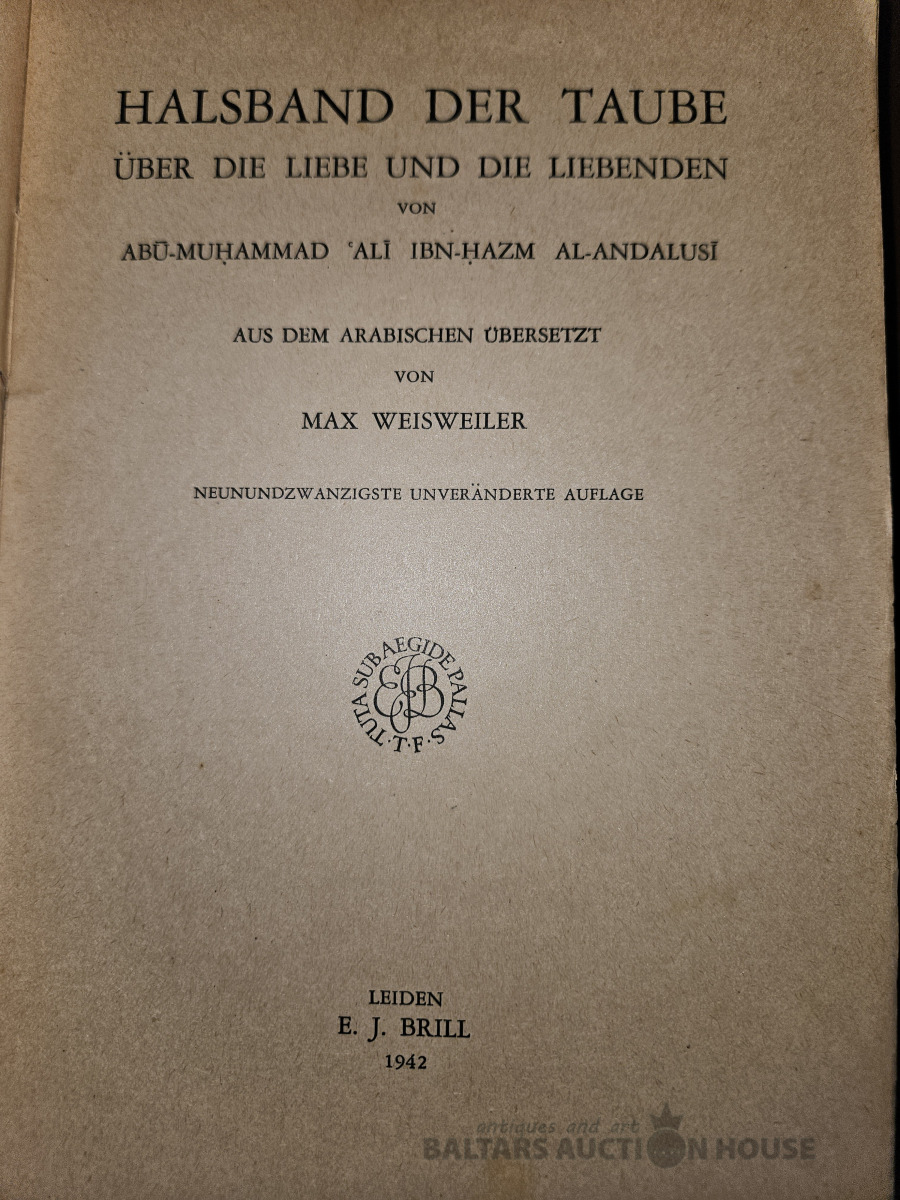 HALSBAND DER TAUBE
ÜBER DIE LIEBE UND DIE LIEBENDEN
VON
ABŪ-MUḤAMMAD ʿALĪ IBN-ḤAZM AL-ANDALUSĪ
AUS DEM ARABISCHEN ÜBERSETZT
VON
MAX WEISWEILER
NEUNUNDZWANZIGSTE UNVERÄNDERTE AUFLAGE
TUTA SUB AEGIDE PALLAS · T · F ·
EJB
LEIDEN
E. J. BRILL
1942
antiques and art
BALTARS AUCTION HOUSE